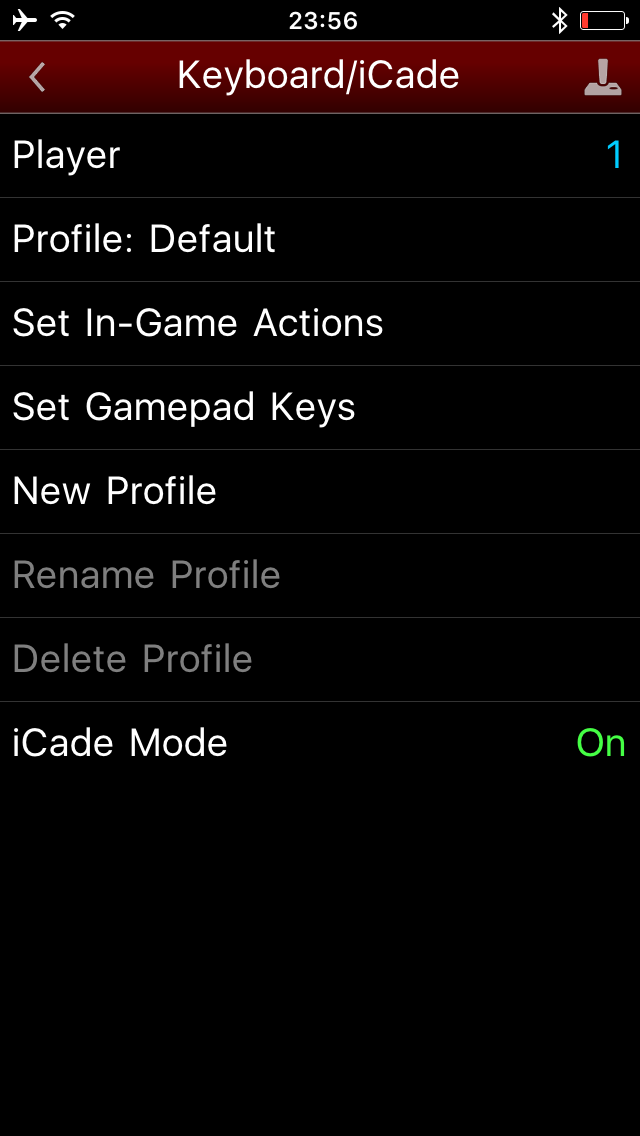 23:56
Keyboard/iCade
Player 1
Profile: Default
Set In-Game Actions
Set Gamepad Keys
New Profile
Rename Profile
Delete Profile
iCade Mode On